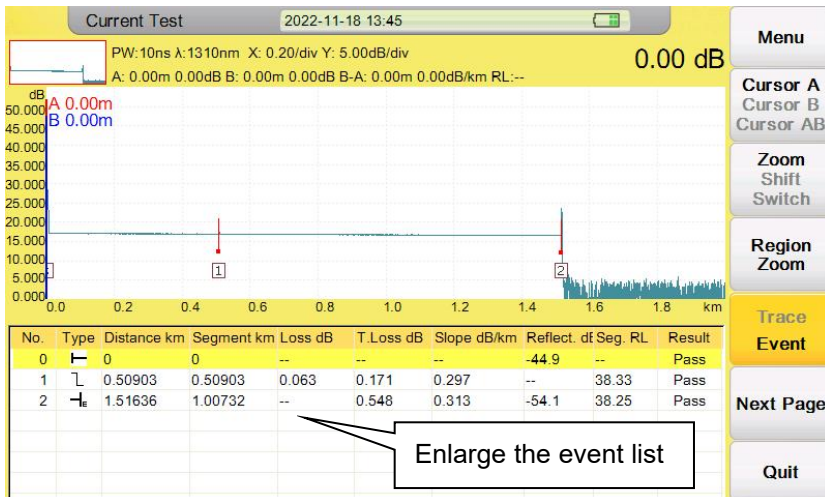 Current Test 2022-11-18 13:45
PW:10ns λ:1310nm X: 0.20/div Y: 5.00dB/div
0.00 dB
A: 0.00m 0.00dB B: 0.00m 0.00dB B-A: 0.00m 0.00dB/km RL:--
dB
A 0.00m
B 0.00m
50.000
45.000
40.000
35.000
30.000
25.000
20.000
15.000
10.000
5.000
0.000
1
2
0.0 0.2 0.4 0.6 0.8 1.0 1.2 1.4 1.6 1.8 km
No. Type Distance km Segment km Loss dB T.Loss dB Slope dB/km Reflect. dE Seg. RL Result
0 0 0 -- -- -- -44.9 -- Pass
1 0.50903 0.50903 0.063 0.171 0.297 -- 38.33 Pass
2 E 1.51636 1.00732 -- 0.548 0.313 -54.1 38.25 Pass
Enlarge the event list
Menu
Cursor A
Cursor B
Cursor AB
Zoom
Shift
Switch
Region
Zoom
Trace
Event
Next Page
Quit